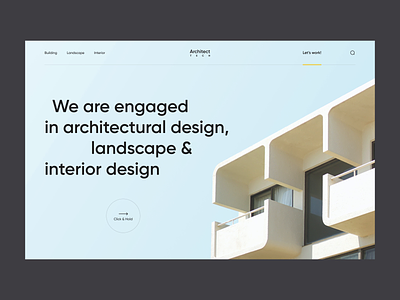 Building Landscape Interior
Architect
TECH
Let's work!
We are engaged
in architectural design,
landscape &
interior design
Click & Hold